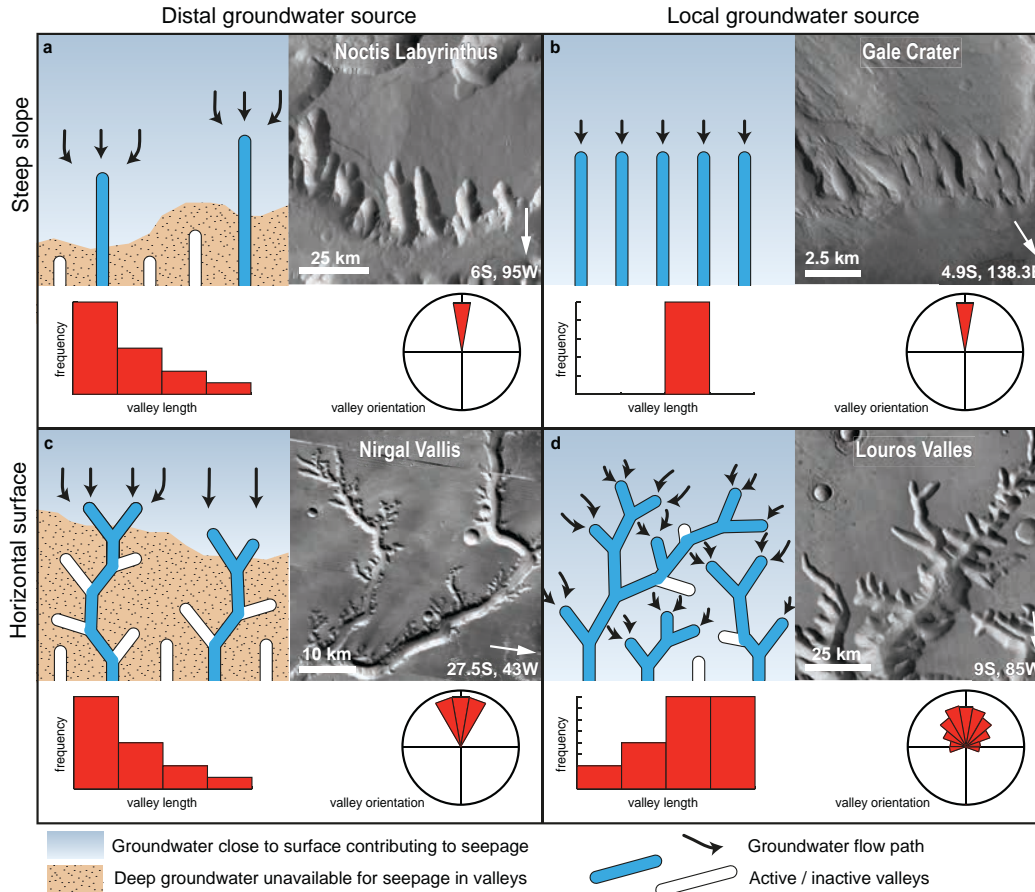 Distal groundwater source
Local groundwater source
Steep slope
a
Noctis Labyrinthus
25 km
6S, 95W
frequency
valley length
valley orientation
b
Gale Crater
2.5 km
4.9S, 138.3E
frequency
valley length
valley orientation
Horizontal surface
c
Nirgal Vallis
10 km
27.5S, 43W
frequency
valley length
valley orientation
d
Louros Valles
25 km
9S, 85W
frequency
valley length
valley orientation
Groundwater close to surface contributing to seepage
Deep groundwater unavailable for seepage in valleys
Groundwater flow path
Active / inactive valleys